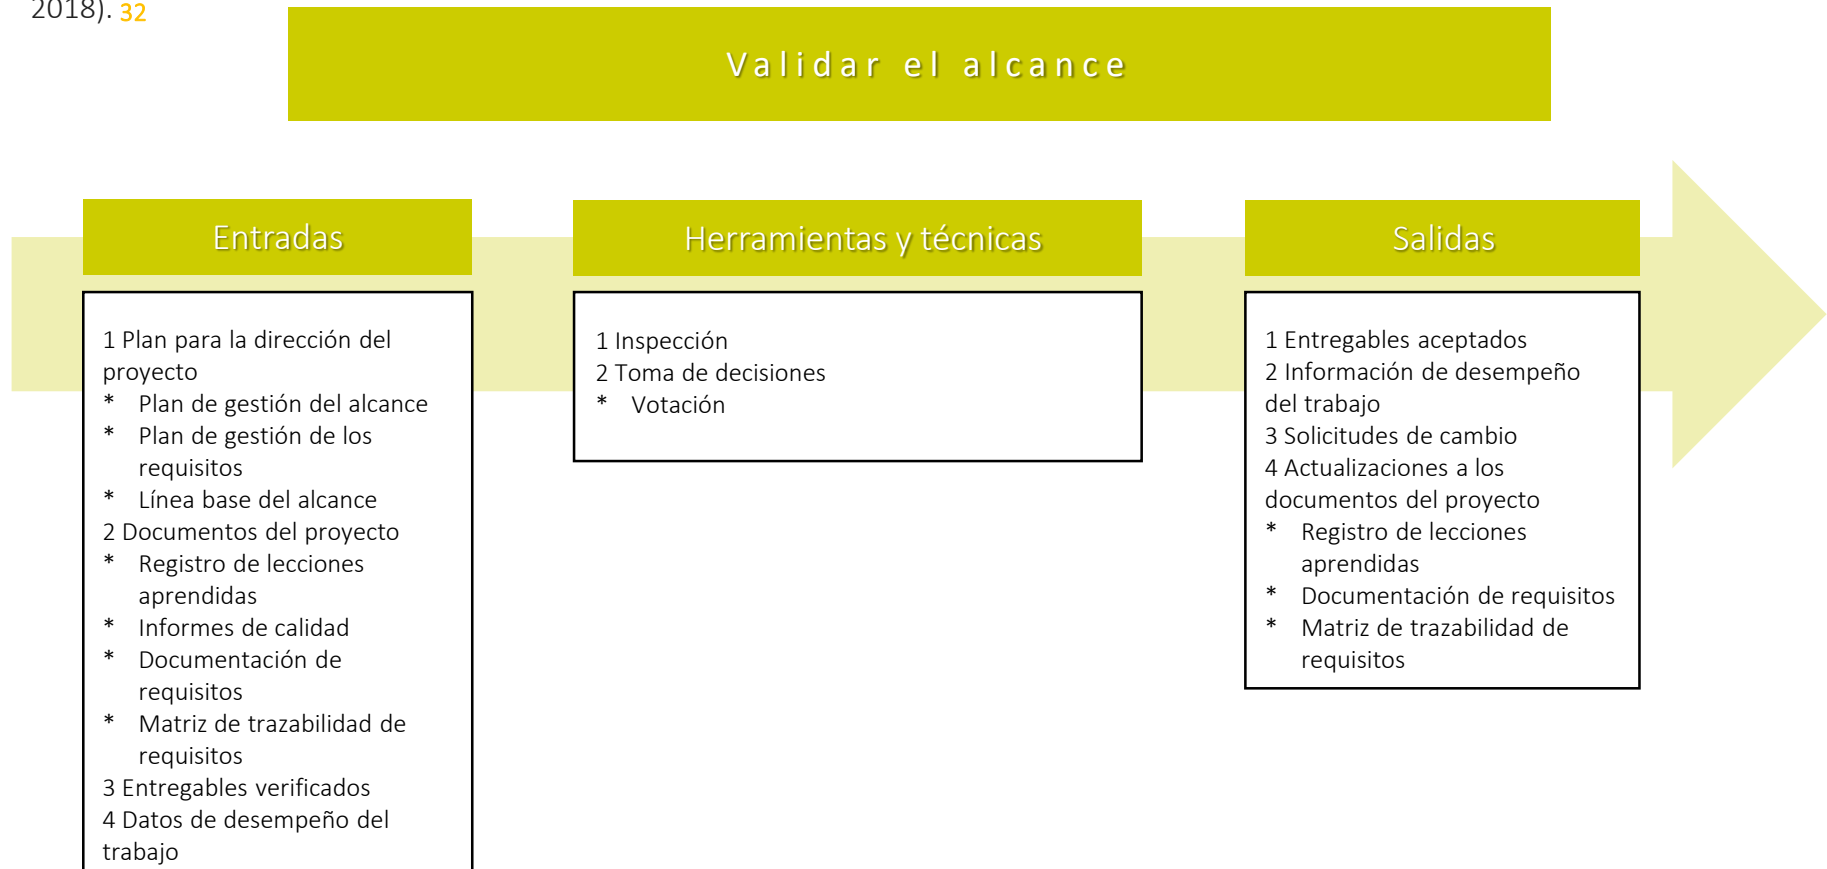 2018). 32
Validar el alcance
Entradas
1 Plan para la dirección del
proyecto
* Plan de gestión del alcance
* Plan de gestión de los
requisitos
* Línea base del alcance
2 Documentos del proyecto
* Registro de lecciones
aprendidas
* Informes de calidad
* Documentación de
requisitos
* Matriz de trazabilidad de
requisitos
3 Entregables verificados
4 Datos de desempeño del
trabajo
Herramientas y técnicas
1 Inspección
2 Toma de decisiones
* Votación
Salidas
1 Entregables aceptados
2 Información de desempeño
del trabajo
3 Solicitudes de cambio
4 Actualizaciones a los
documentos del proyecto
* Registro de lecciones
aprendidas
* Documentación de requisitos
* Matriz de trazabilidad de
requisitos